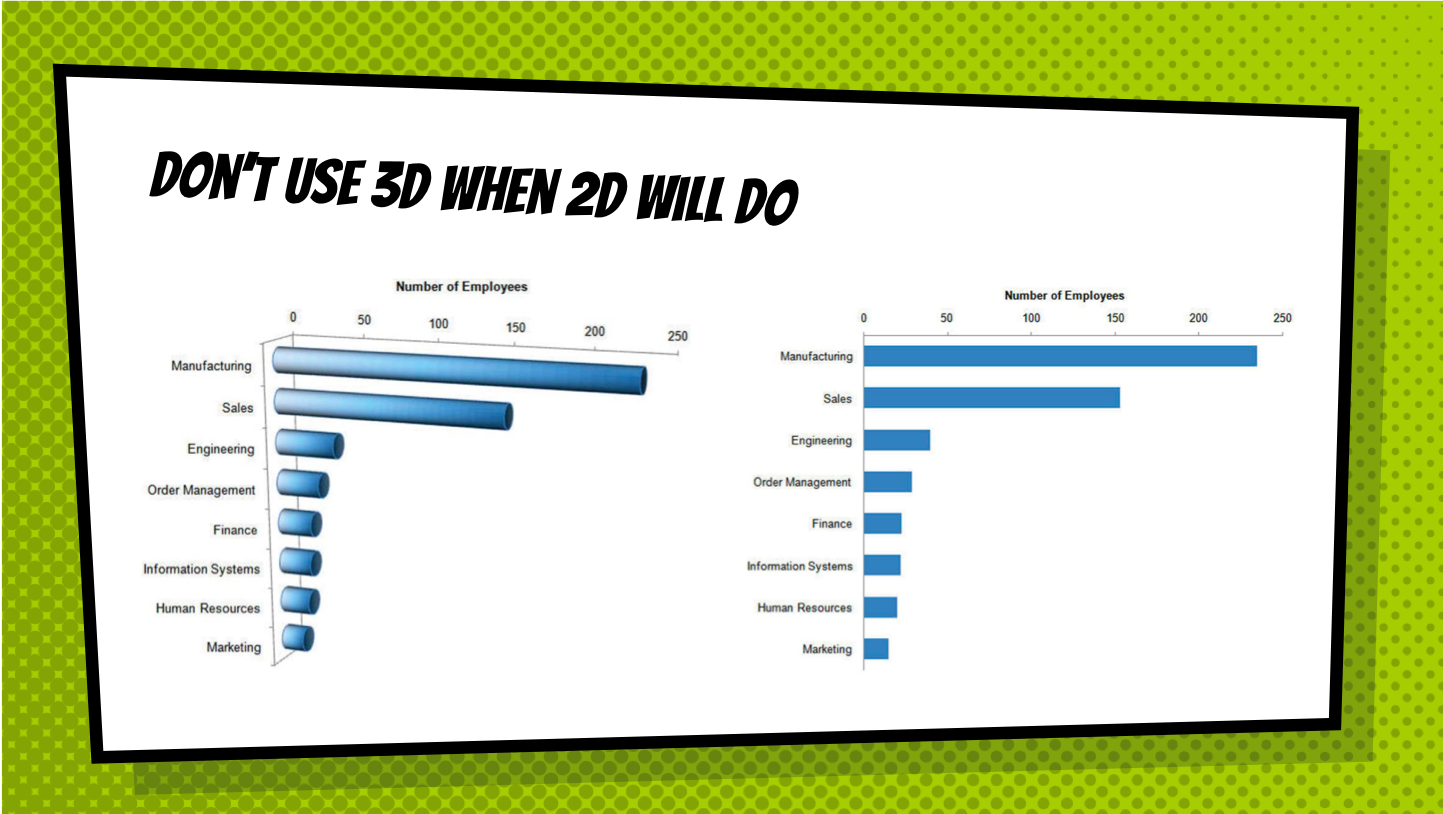 DON'T USE 3D WHEN 2D WILL DO
Number of Employees
0 50 100 150 200 250
Manufacturing
Sales
Engineering
Order Management
Finance
Information Systems
Human Resources
Marketing
Number of Employees
0 50 100 150 200 250
Manufacturing
Sales
Engineering
Order Management
Finance
Information Systems
Human Resources
Marketing